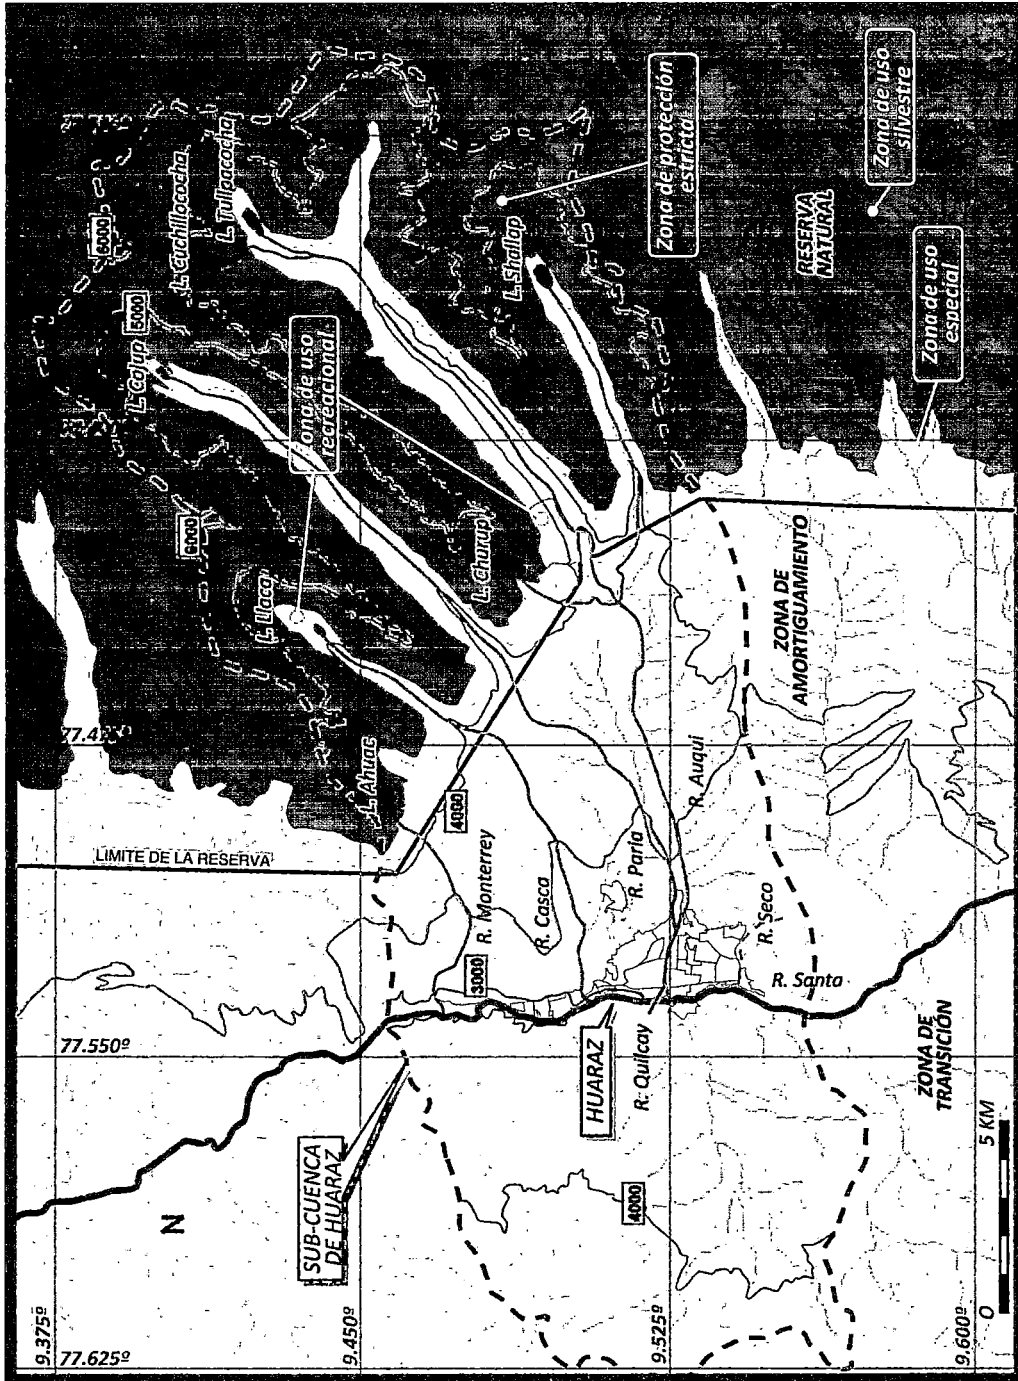 9.375º
77.625º
77.550º
L. Cojup
5000
6000
L. Cachillacocha
L. Tullpacocha
6000
L. Llaca
N
SUB-CUENCA
DE HUARAZ
LIMITE DE LA RESERVA
L. Ahuac
Zona de uso
recreacional
9.450º
4000
3000
R. Monterrey
L. Churup
L. Shallap
R. Casca
HUARAZ
R. Quilcay
R. Paria
4000
Zona de protección
estricta
9.525º
R. Auqui
R. Seco
R. Santa
ZONA DE
AMORTIGUAMIENTO
RESERVA
NATURAL
Zona de uso
silvestre
ZONA DE
TRANSICIÓN
Zona de uso
especial
9.600º
0
5 KM